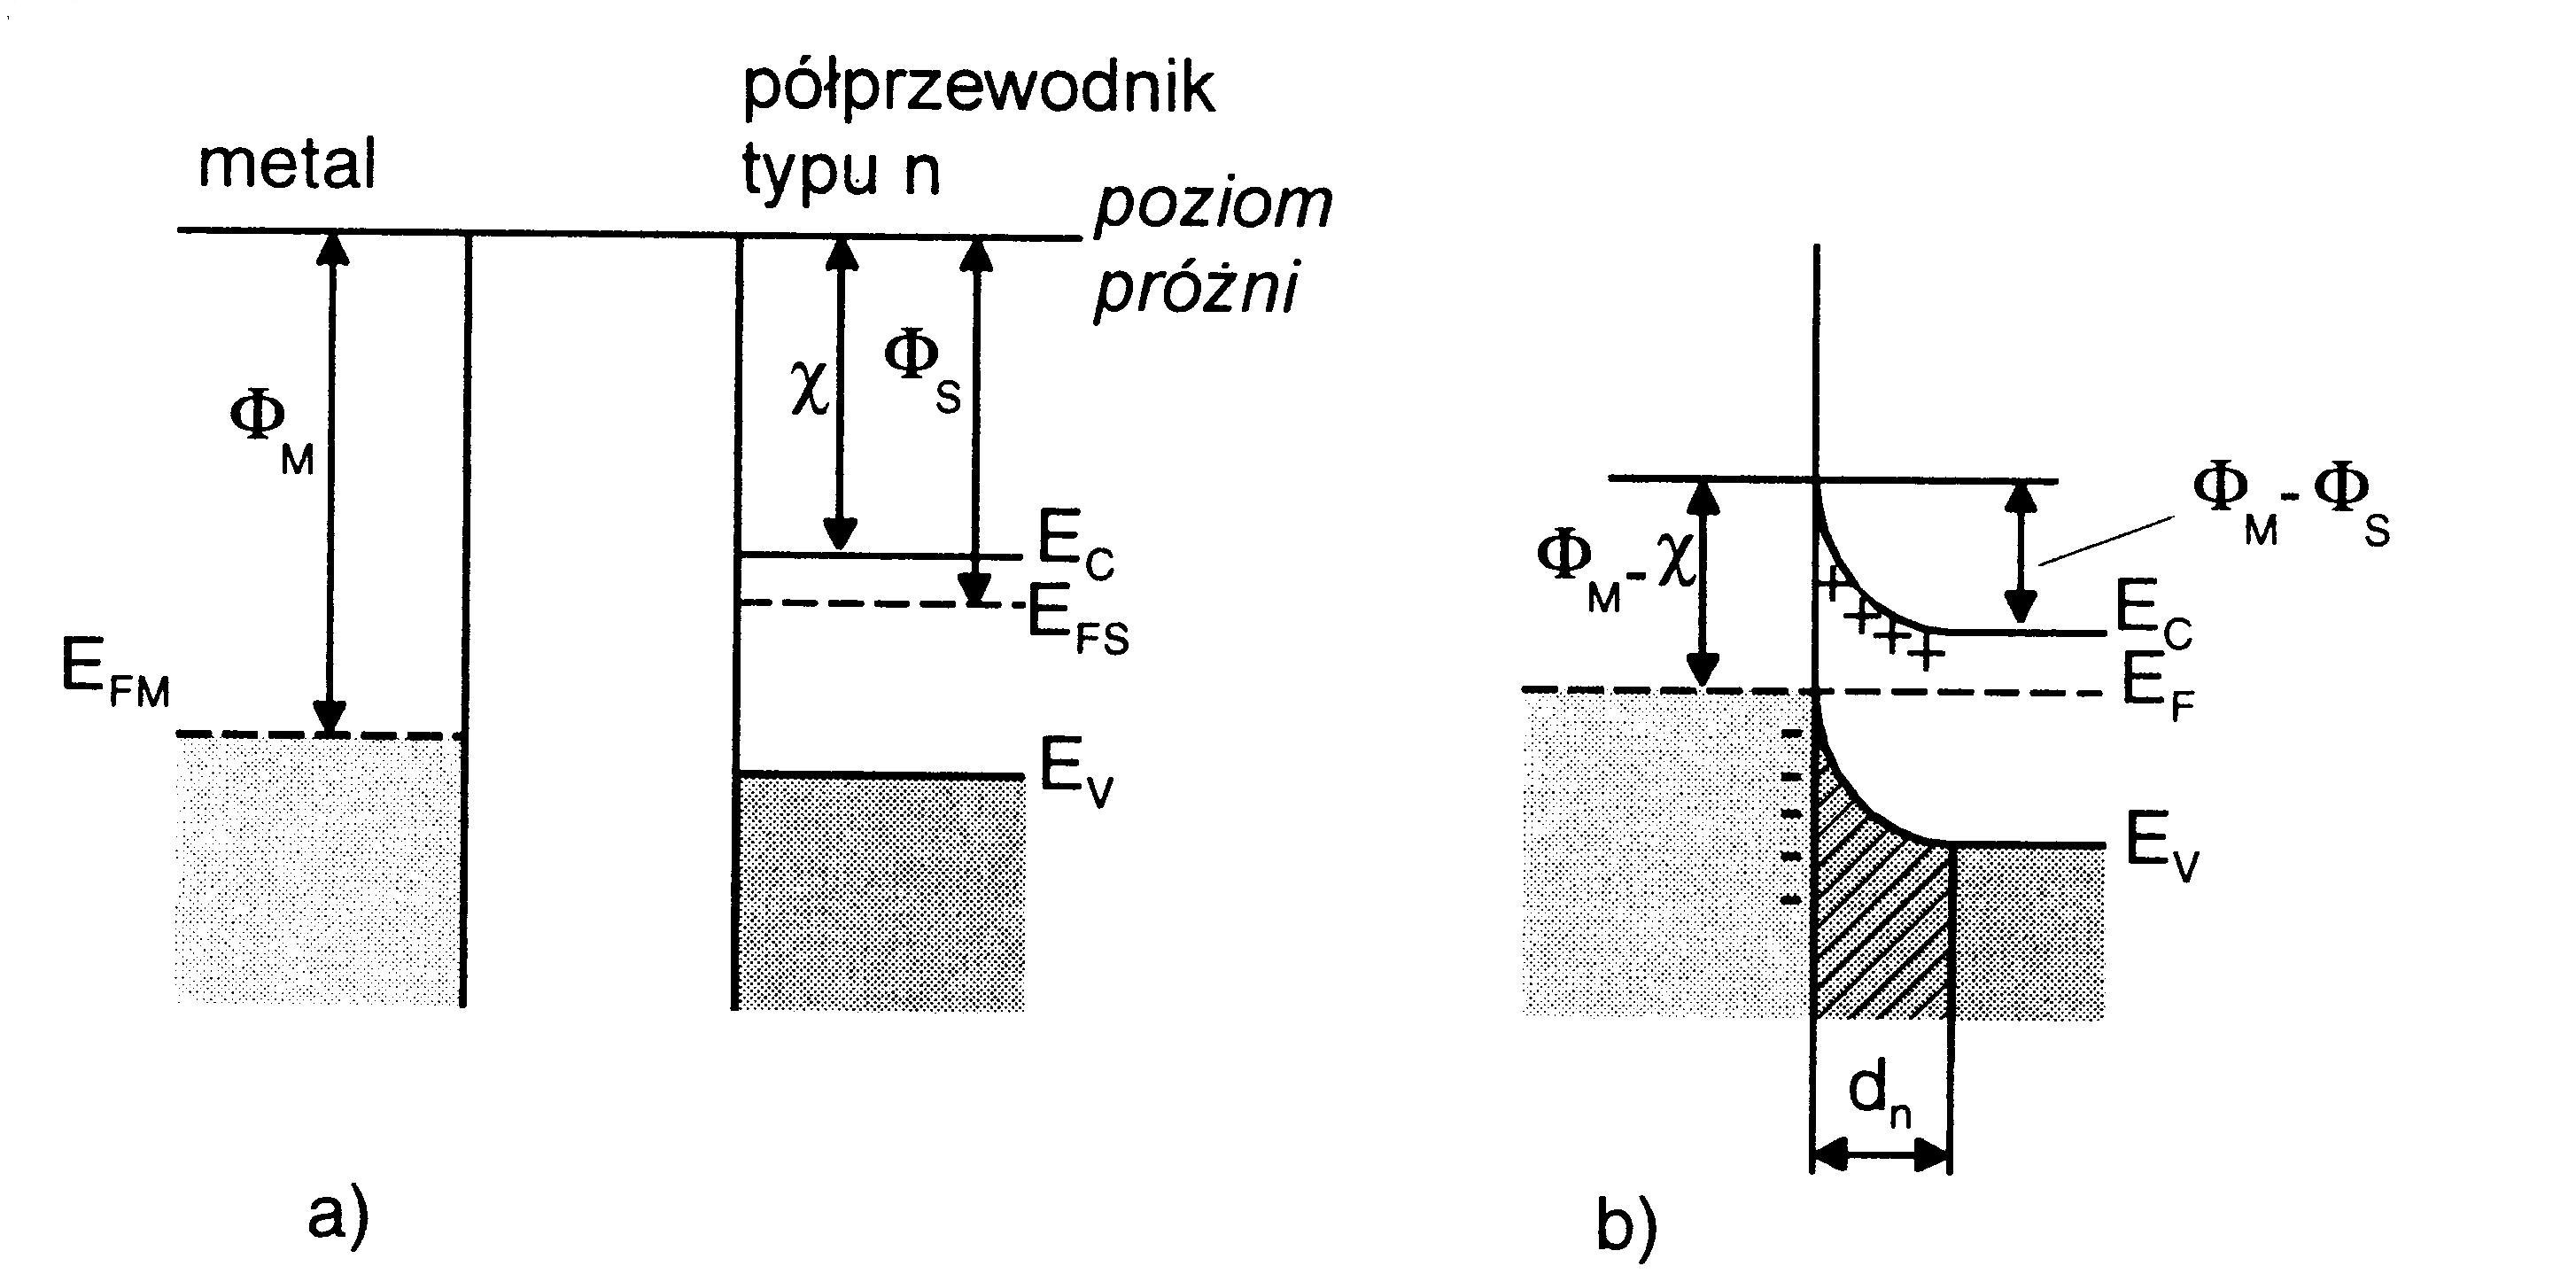 metal
półprzewodnik
typu n
poziom
próżni
Φ_M
χ
Φ_S
E_C
E_FS
E_FM
E_V
a)
Φ_M - χ
Φ_M - Φ_S
E_C
E_F
E_V
d_n
b)